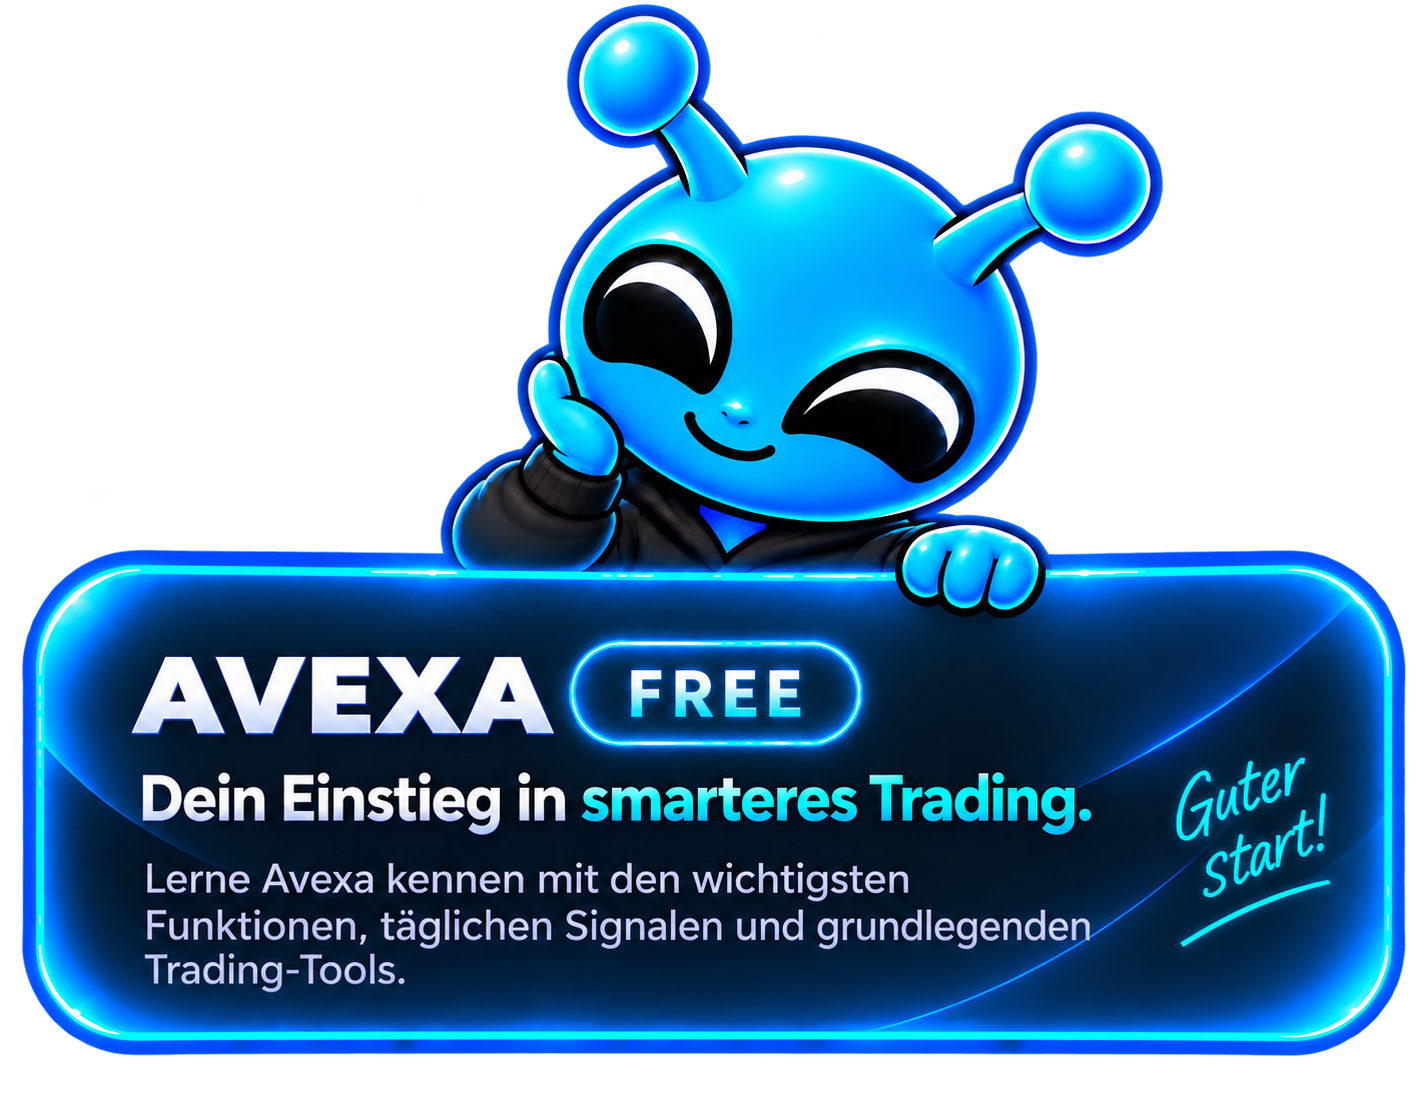 AVEXA FREE
Dein Einstieg in smarteres Trading.
Lerne Avexa kennen mit den wichtigsten
Funktionen, täglichen Signalen und grundlegenden
Trading-Tools.
Guter
start!